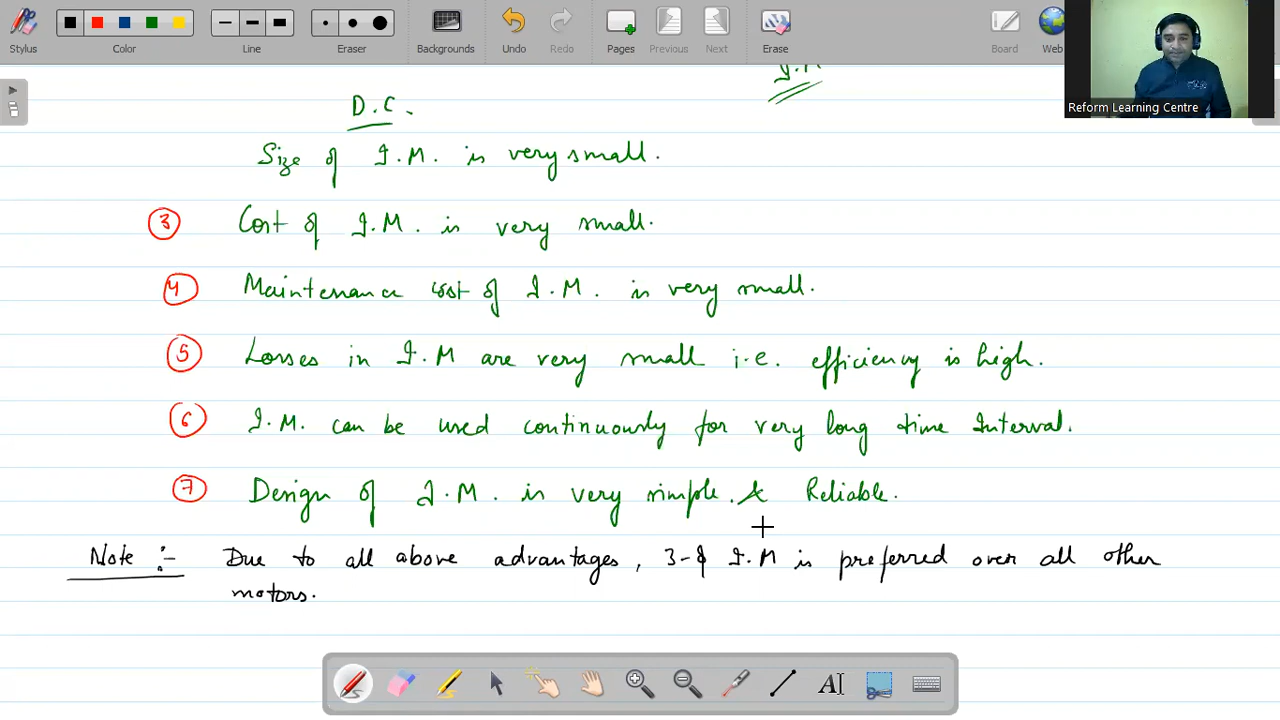 Stylus
Color
Line
Eraser
Backgrounds
Undo
Redo
Pages
Previous
Next
Erase
Board
Web
Reform Learning Centre
I.M
D.C.
Size of I.M. is very small.
3 Cost of I.M. is very small.
4 Maintenance cost of I.M. is very small.
5 Losses in I.M are very small i.e. efficiency is high.
6 I.M. can be used continuously for very long time Interval.
7 Design of I.M. is very simple. & Reliable.
Note :- Due to all above advantages, 3-ϕ I.M is preferred over all other
motors.
AI